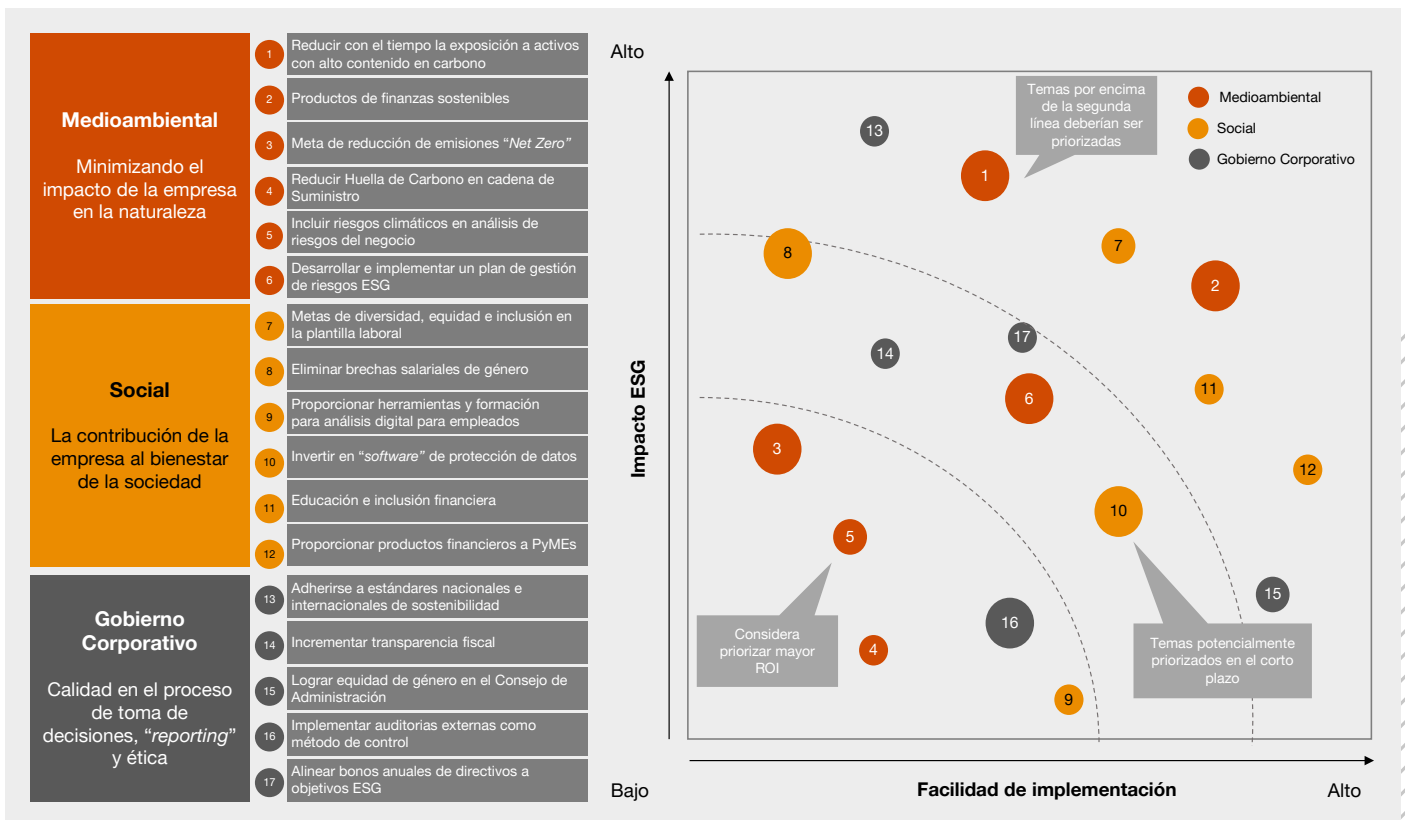 Medioambiental
Minimizando el
impacto de la empresa
en la naturaleza
1
Reducir con el tiempo la exposición a activos
con alto contenido en carbono
2
Productos de finanzas sostenibles
3
Meta de reducción de emisiones “Net Zero”
4
Reducir Huella de Carbono en cadena de
Suministro
5
Incluir riesgos climáticos en análisis de
riesgos del negocio
6
Desarrollar e implementar un plan de gestión
de riesgos ESG
Social
La contribución de la
empresa al bienestar
de la sociedad
7
Metas de diversidad, equidad e inclusión en
la plantilla laboral
8
Eliminar brechas salariales de género
9
Proporcionar herramientas y formación
para análisis digital para empleados
10
Invertir en “software” de protección de datos
11
Educación e inclusión financiera
12
Proporcionar productos financieros a PyMEs
Gobierno
Corporativo
Calidad en el proceso
de toma de
decisiones, “reporting”
y ética
13
Adherirse a estándares nacionales e
internacionales de sostenibilidad
14
Incrementar transparencia fiscal
15
Lograr equidad de género en el Consejo de
Administración
16
Implementar auditorias externas como
método de control
17
Alinear bonos anuales de directivos a
objetivos ESG
Alto
Impacto ESG
Bajo
Facilidad de implementación
Alto
Temas por encima
de la segunda
línea deberían ser
priorizadas
Medioambiental
Social
Gobierno Corporativo
13
1
8
7
2
17
14
6
11
3
12
10
5
15
16
4
9
Considera
priorizar mayor
ROI
Temas potencialmente
priorizados en el corto
plazo